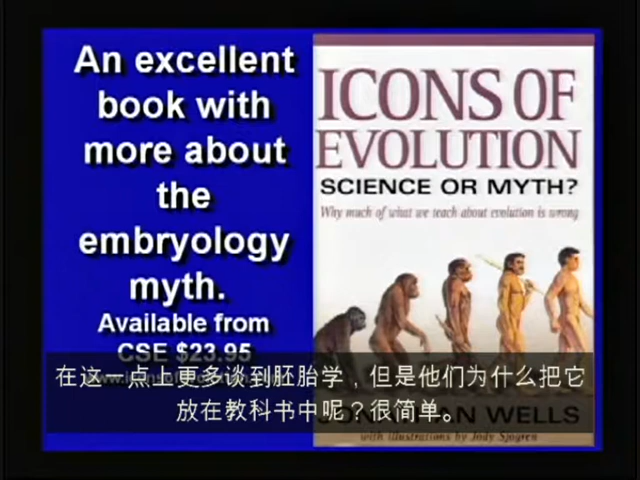 An excellent
book with
more about
the
embryology
myth.
Available from
CSE $23.95
ICONS OF
EVOLUTION
SCIENCE OR MYTH?
Why much of what we teach about evolution is wrong
在这一点上更多谈到胚胎学，但是他们为什么把它
放在教科书中呢？很简单。
JONATHAN WELLS
with illustrations by Jody Sjogren